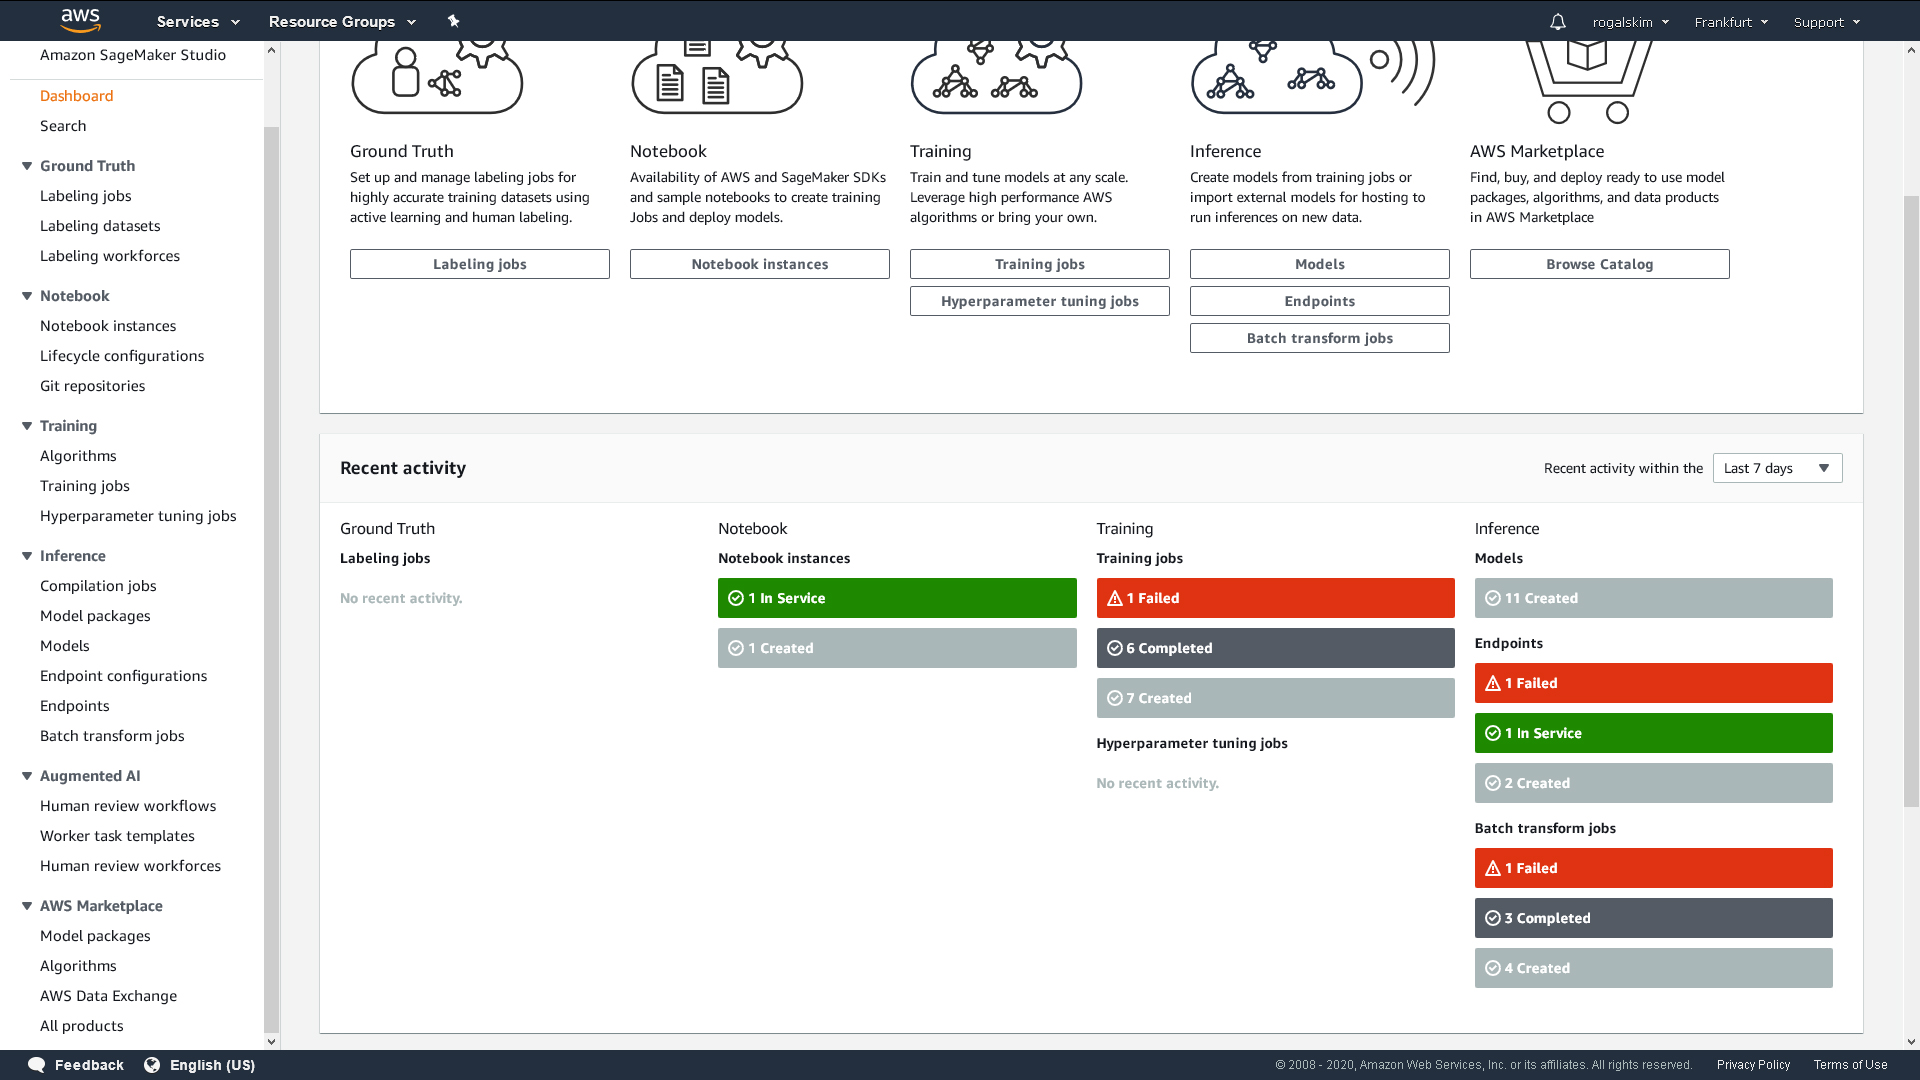 aws
Services
Resource Groups
rogalskim
Frankfurt
Support
Amazon SageMaker Studio
Dashboard
Search
Ground Truth
Labeling jobs
Labeling datasets
Labeling workforces
Notebook
Notebook instances
Lifecycle configurations
Git repositories
Training
Algorithms
Training jobs
Hyperparameter tuning jobs
Inference
Compilation jobs
Model packages
Models
Endpoint configurations
Endpoints
Batch transform jobs
Augmented AI
Human review workflows
Worker task templates
Human review workforces
AWS Marketplace
Model packages
Algorithms
AWS Data Exchange
All products
Ground Truth
Set up and manage labeling jobs for
highly accurate training datasets using
active learning and human labeling.
Labeling jobs
Notebook
Availability of AWS and SageMaker SDKs
and sample notebooks to create training
Jobs and deploy models.
Notebook instances
Training
Train and tune models at any scale.
Leverage high performance AWS
algorithms or bring your own.
Training jobs
Hyperparameter tuning jobs
Inference
Create models from training jobs or
import external models for hosting to
run inferences on new data.
Models
Endpoints
Batch transform jobs
AWS Marketplace
Find, buy, and deploy ready to use model
packages, algorithms, and data products
in AWS Marketplace
Browse Catalog
Recent activity
Recent activity within the
Last 7 days
Ground Truth
Labeling jobs
No recent activity.
Notebook
Notebook instances
1 In Service
1 Created
Training
Training jobs
1 Failed
6 Completed
7 Created
Hyperparameter tuning jobs
No recent activity.
Inference
Models
11 Created
Endpoints
1 Failed
1 In Service
2 Created
Batch transform jobs
1 Failed
3 Completed
4 Created
Feedback
English (US)
© 2008 - 2020, Amazon Web Services, Inc. or its affiliates. All rights reserved.
Privacy Policy
Terms of Use